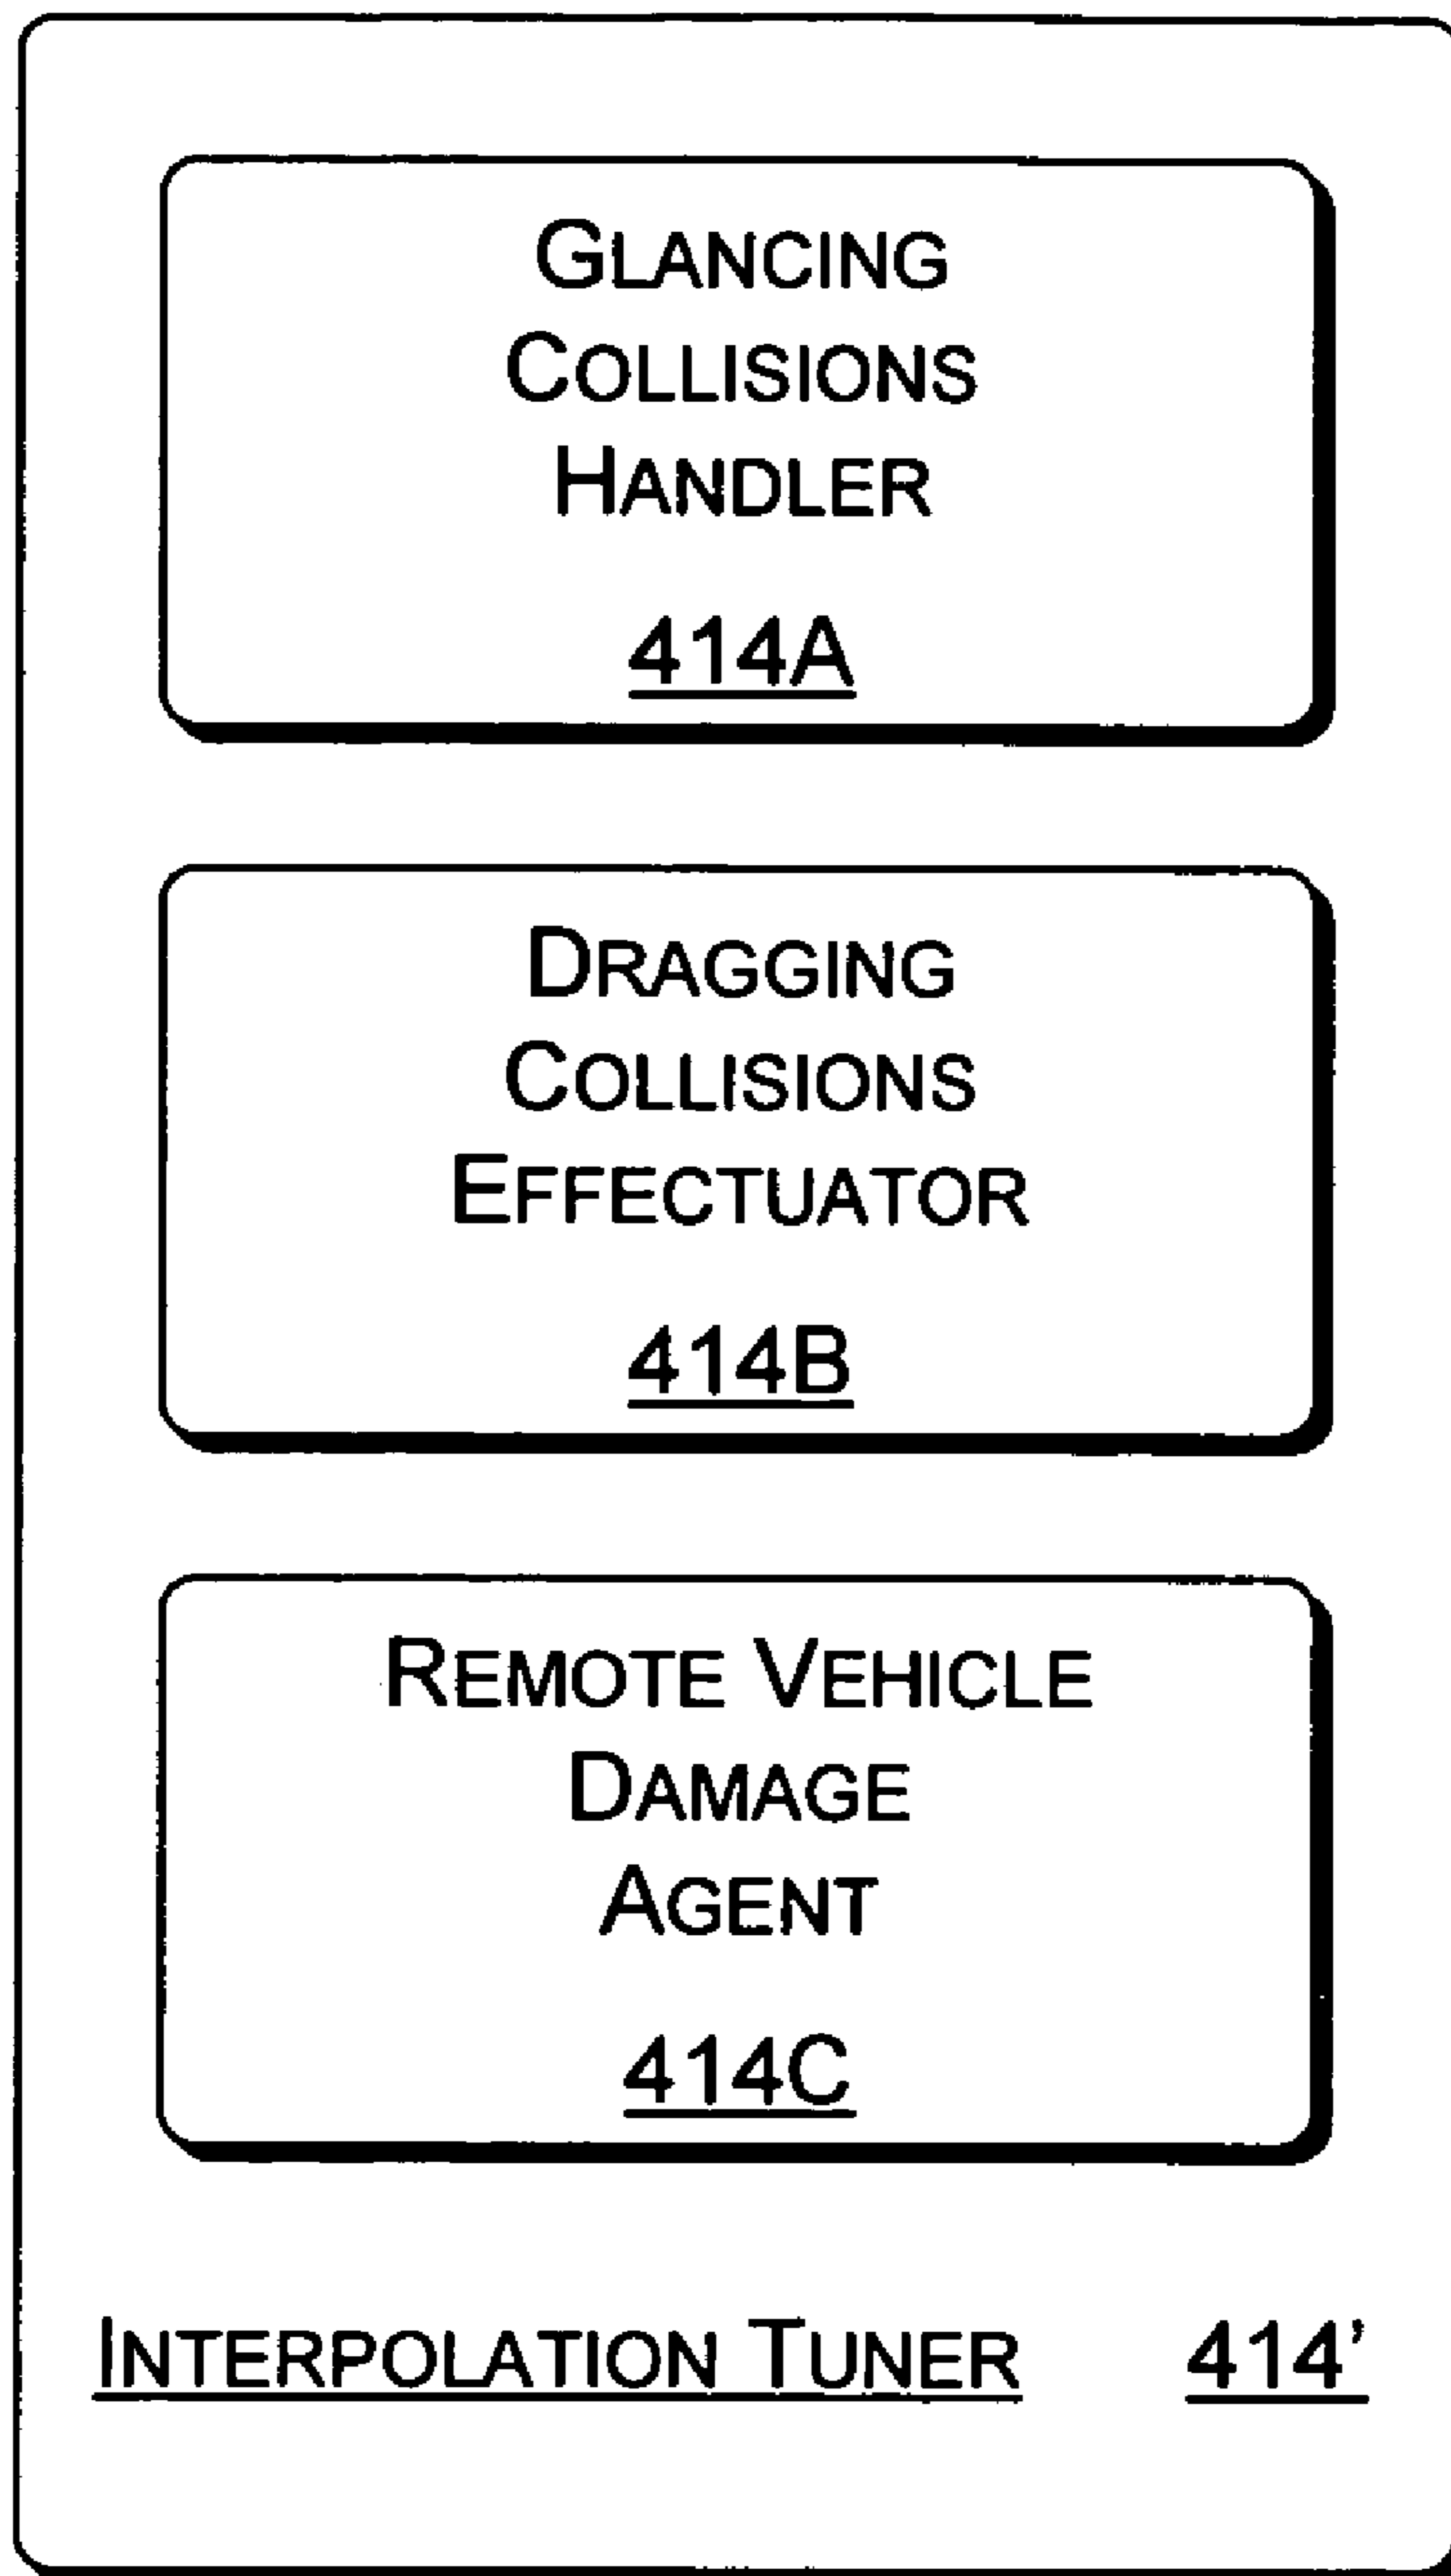 GLANCING
COLLISIONS
HANDLER
414A
DRAGGING
COLLISIONS
EFFECTUATOR
414B
REMOTE VEHICLE
DAMAGE
AGENT
414C
INTERPOLATION TUNER 414’